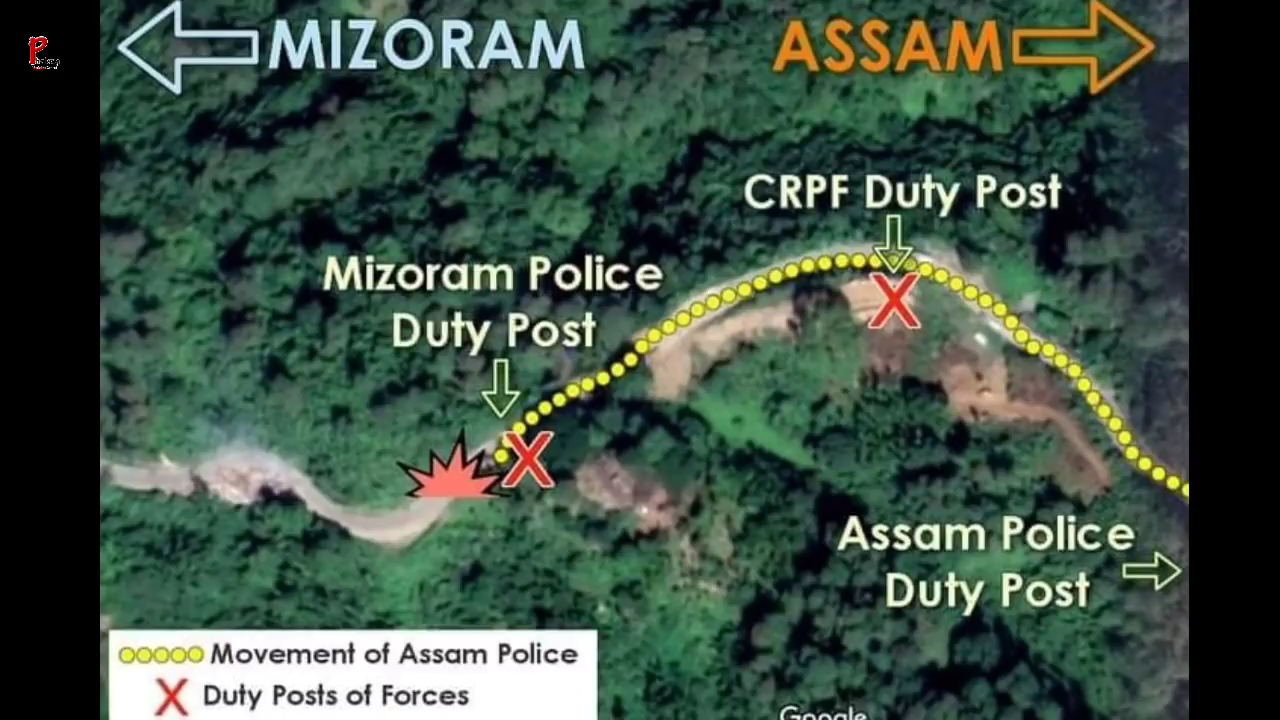 MIZORAM
ASSAM
CRPF Duty Post
Mizoram Police
Duty Post
Assam Police
Duty Post
Movement of Assam Police
X Duty Posts of Forces
Google